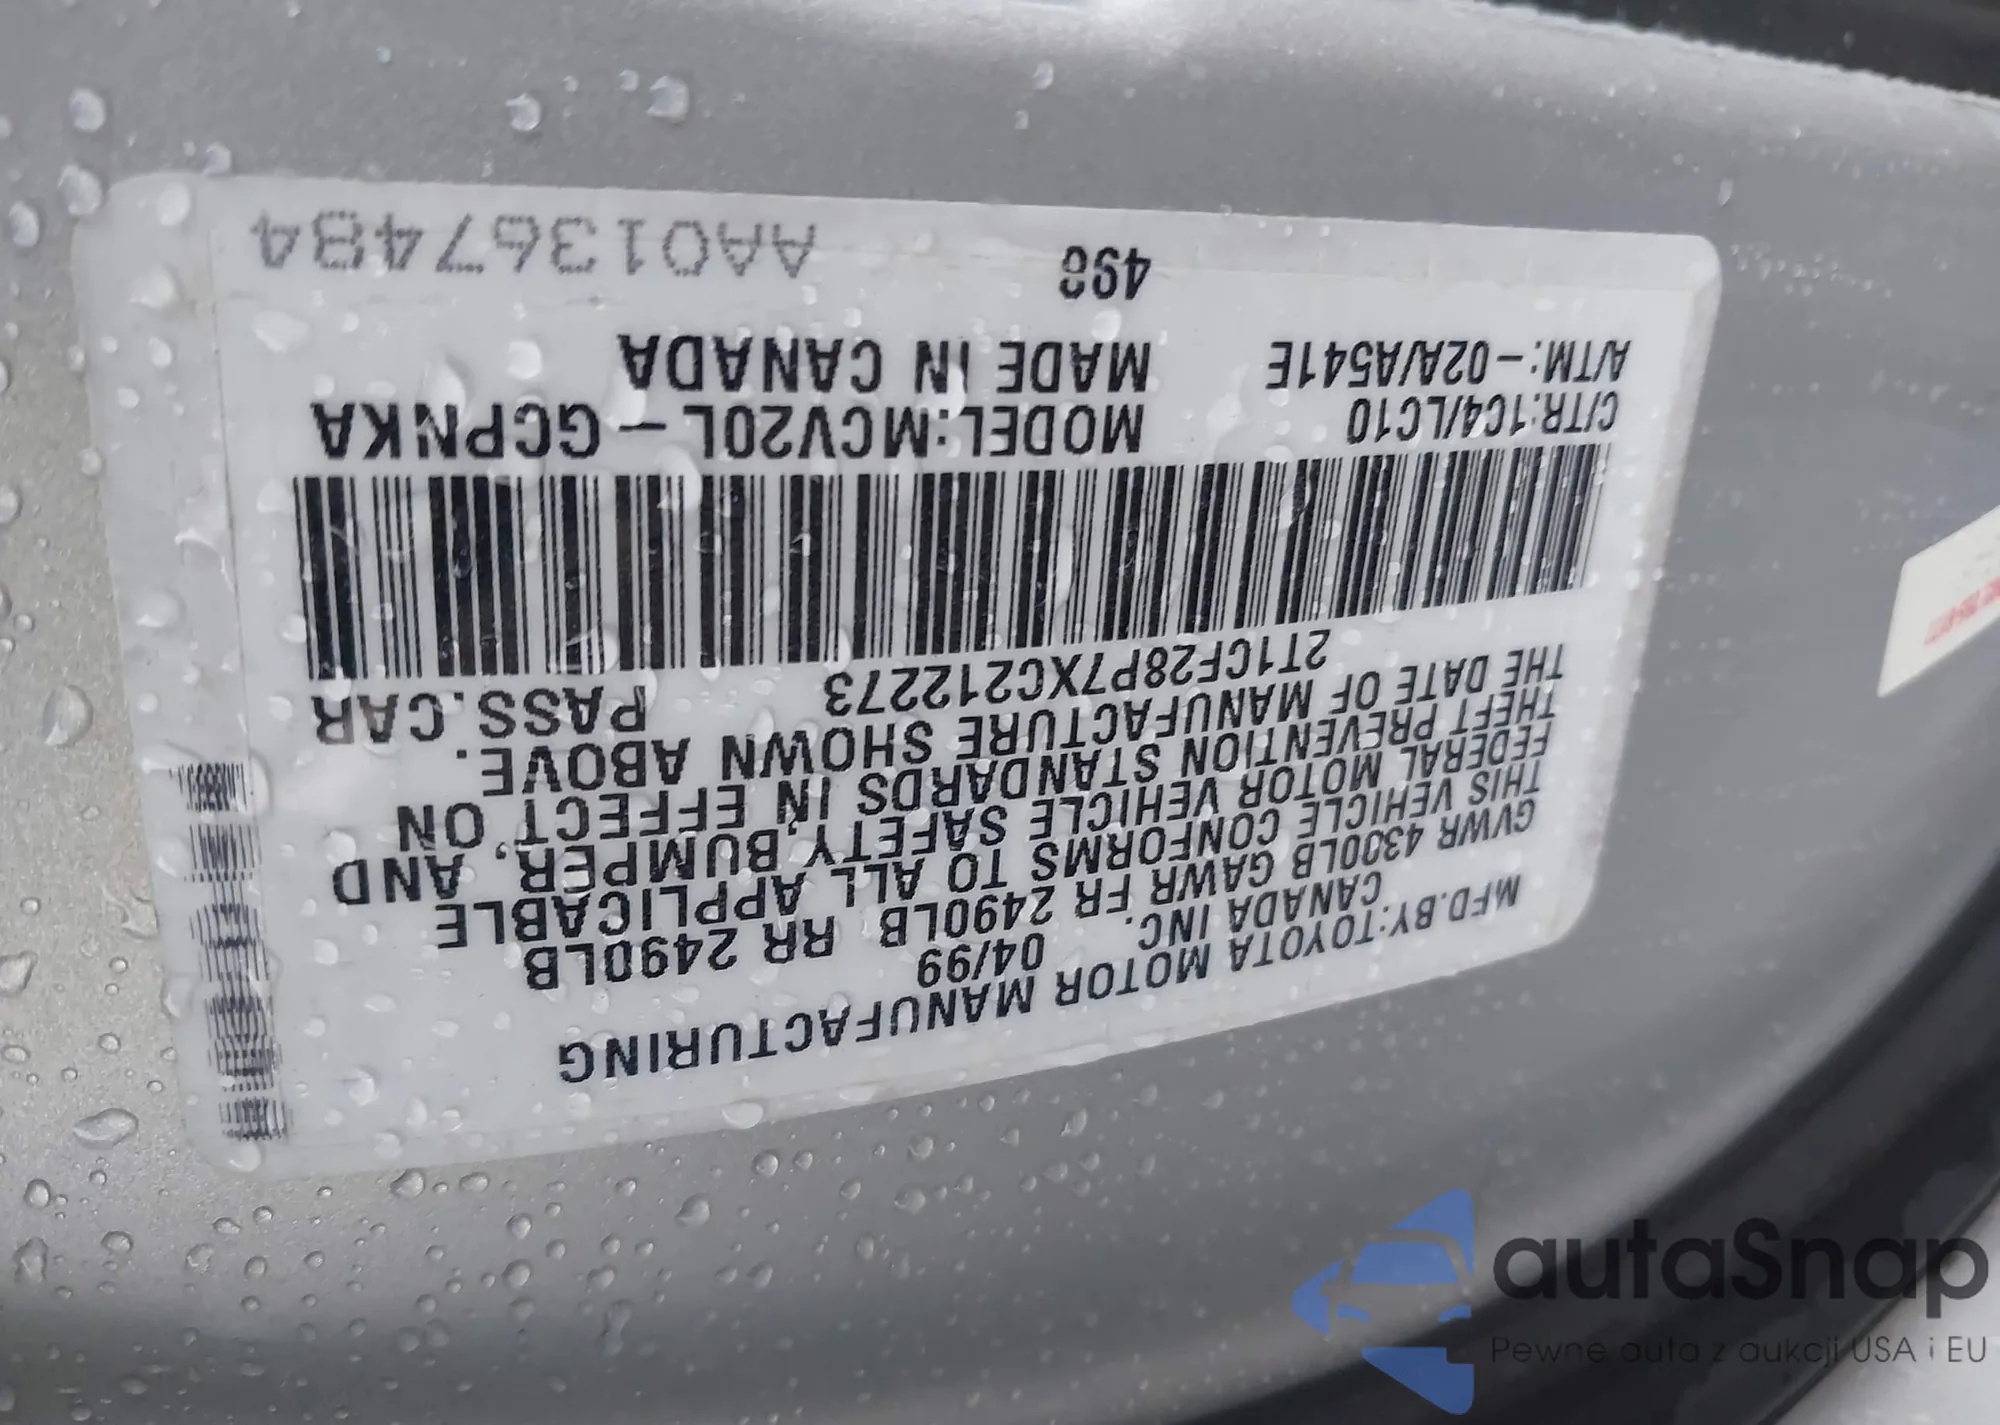 MFD.BY:TOYOTA MOTOR MANUFACTURING
CANADA INC. 04/99
GVWR 4300LB GAWR FR 2490LB RR 2490LB
THIS VEHICLE CONFORMS TO ALL APPLICABLE
FEDERAL MOTOR VEHICLE SAFETY, BUMPER, AND
THEFT PREVENTION STANDARDS IN EFFECT ON
THE DATE OF MANUFACTURE SHOWN ABOVE.
2T1CF28P7XC212273 PASS.CAR
C/TR:1C4/LC10 MODEL:MCV20L-GCPNKA
A/TM:-02A/A541E MADE IN CANADA
498
AA01367484
autaSnap
Pewne auta z aukcji USA i EU